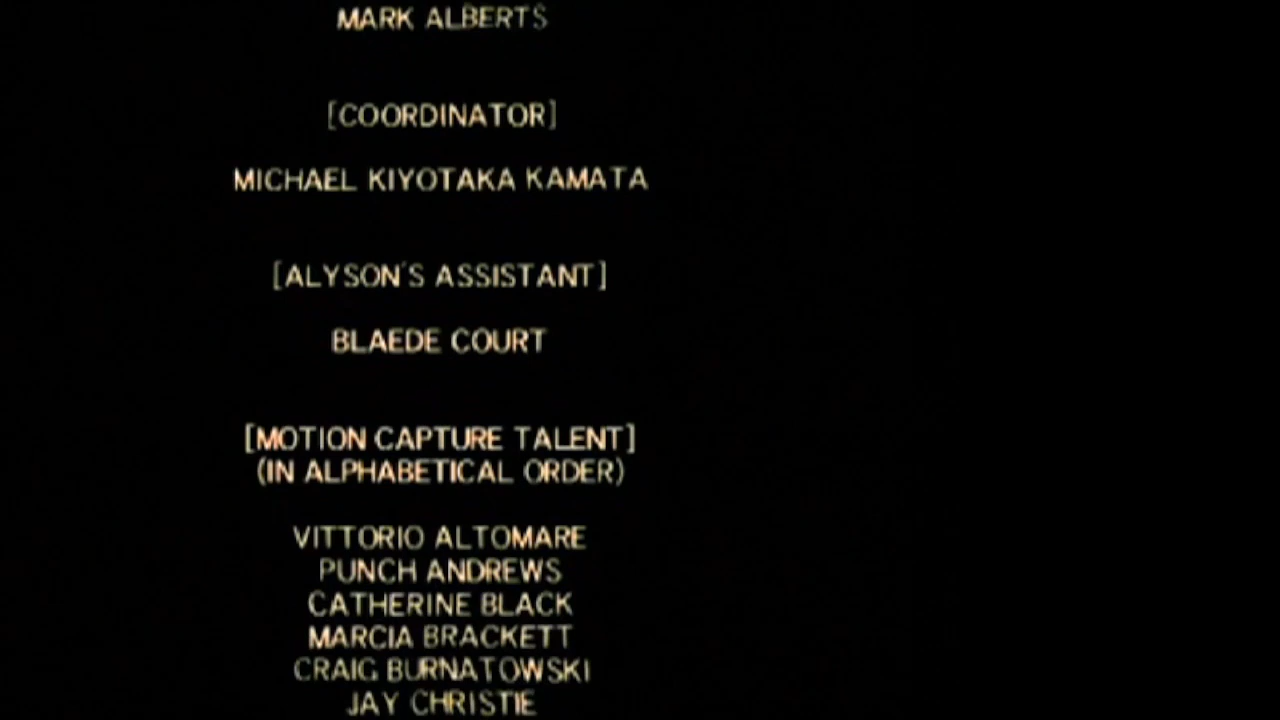 MARK ALBERTS
[COORDINATOR]
MICHAEL KIYOTAKA KAMATA
[ALYSON'S ASSISTANT]
BLAEDE COURT
[MOTION CAPTURE TALENT]
(IN ALPHABETICAL ORDER)
VITTORIO ALTOMARE
PUNCH ANDREWS
CATHERINE BLACK
MARCIA BRACKETT
CRAIG BURNATOWSKI
JAY CHRISTIE